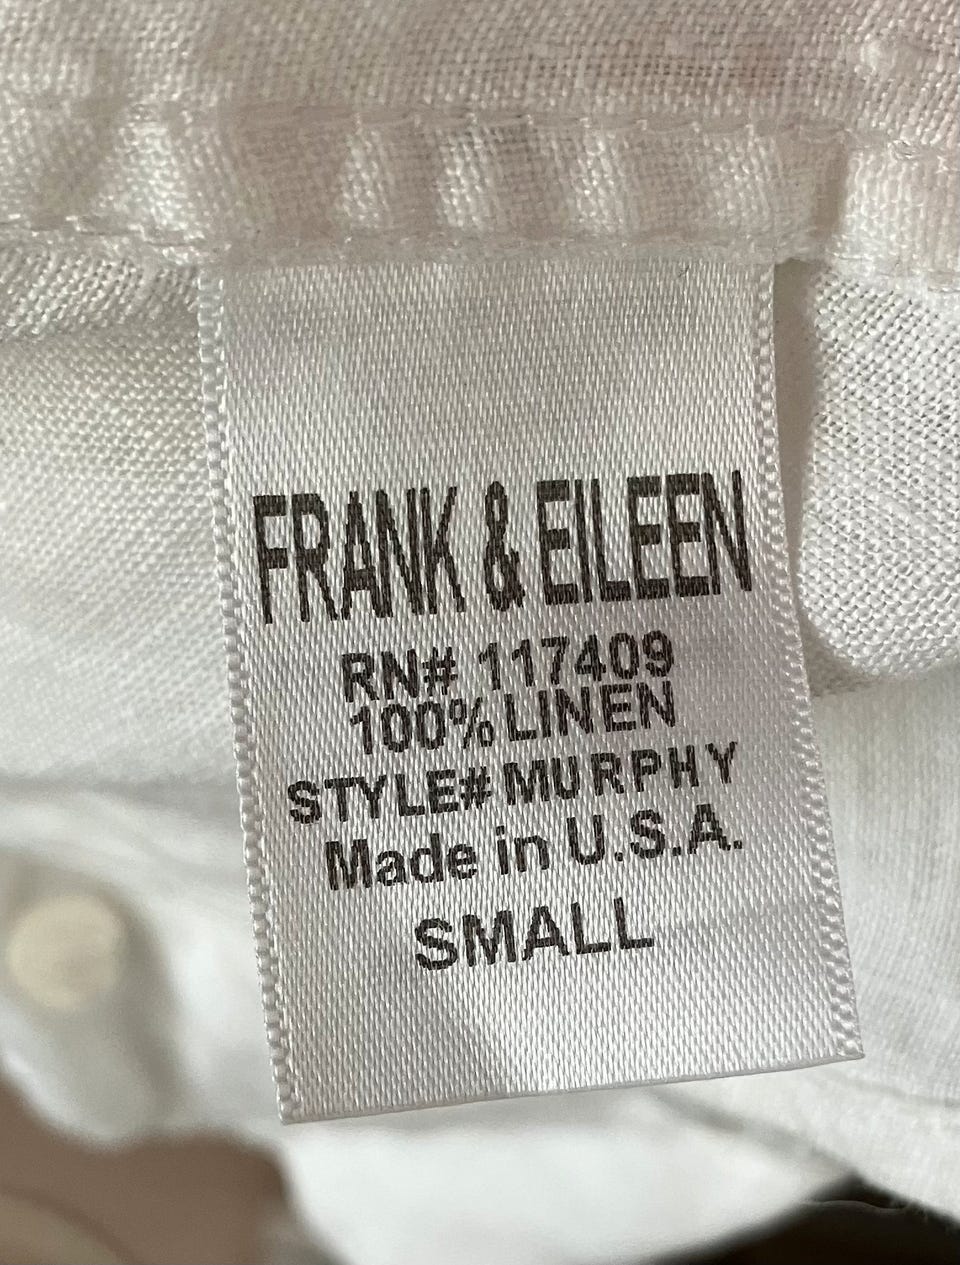 FRANK & EILEEN
RN# 117409
100% LINEN
STYLE# MURPHY
Made in U.S.A.
SMALL